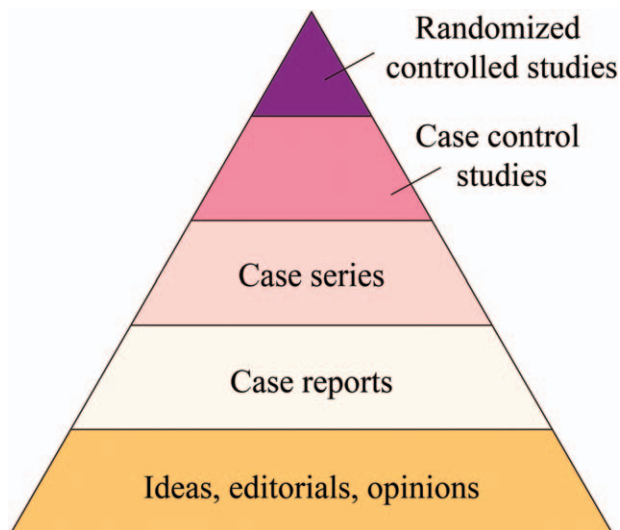 Randomized
controlled studies
Case control
studies
Case series
Case reports
Ideas, editorials, opinions